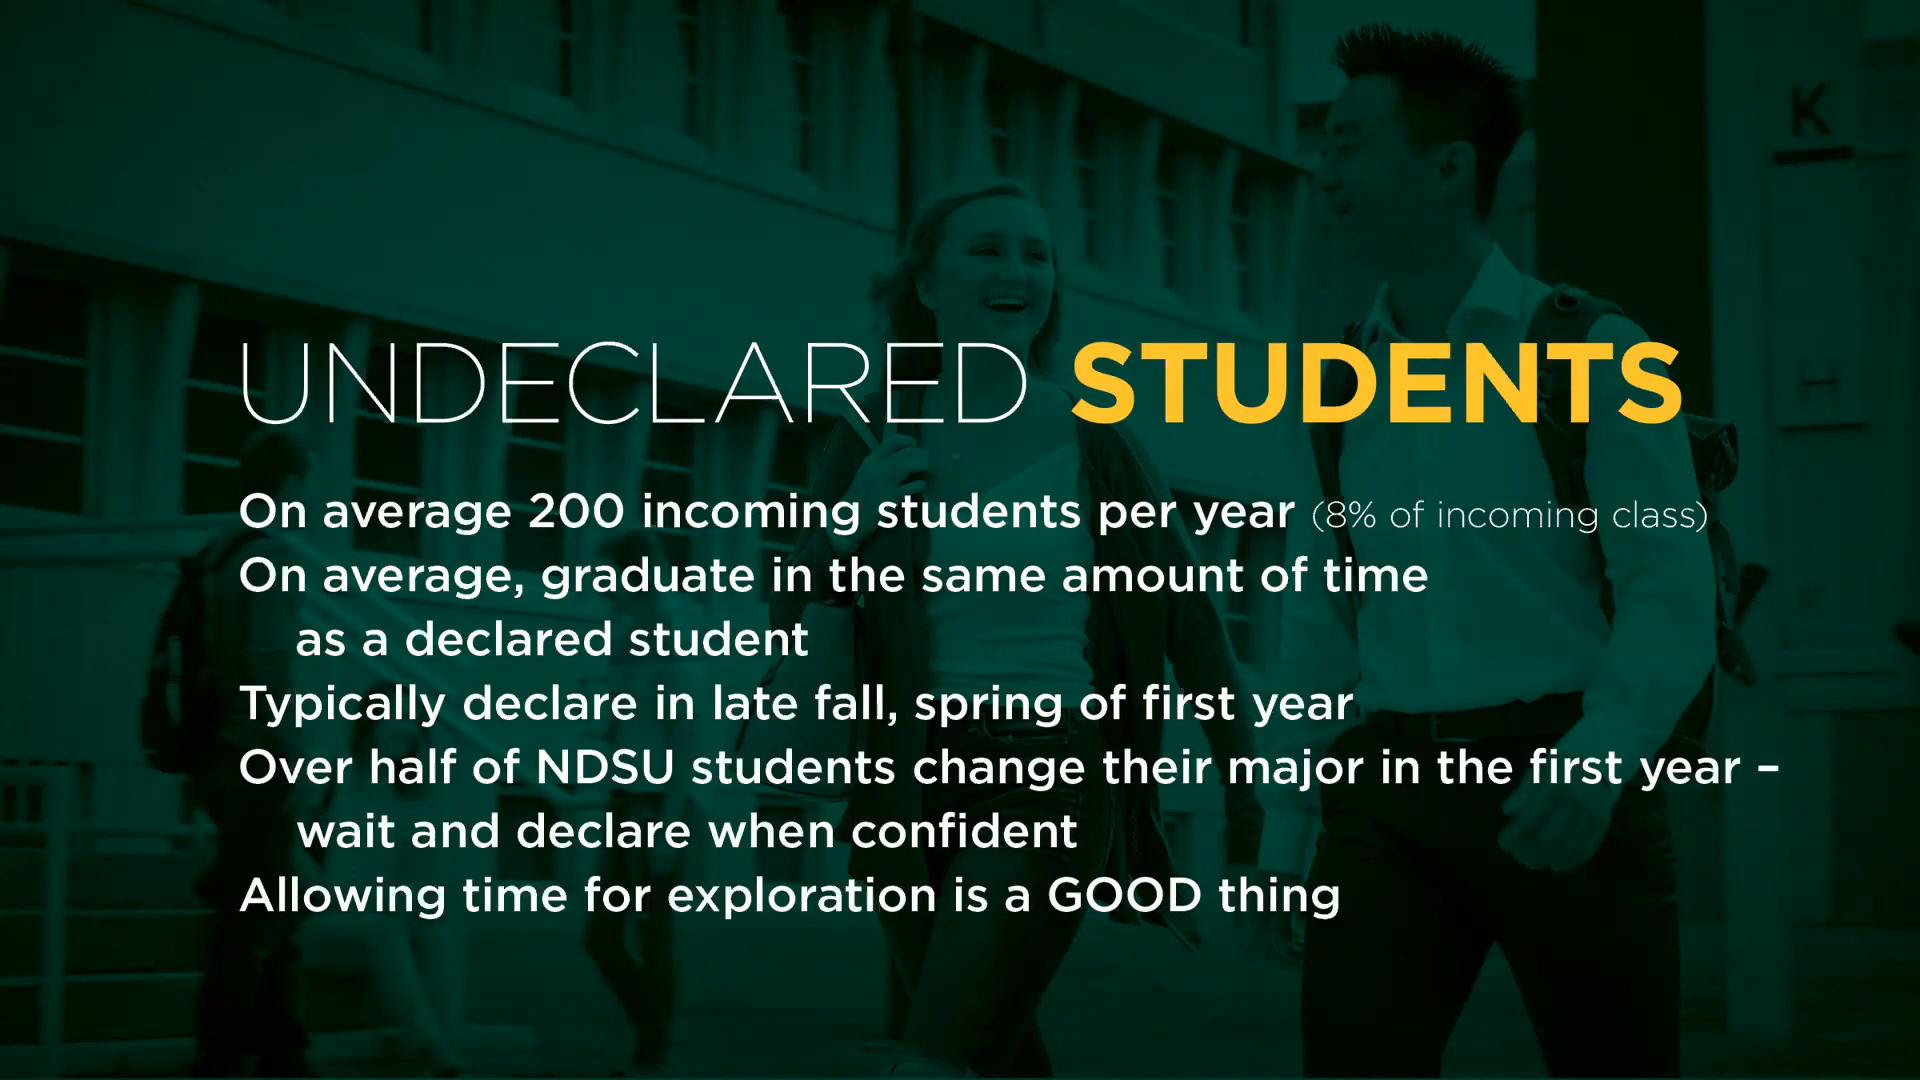 K
H
UNDECLARED STUDENTS
On average 200 incoming students per year (8% of incoming class)
On average, graduate in the same amount of time
as a declared student
Typically declare in late fall, spring of first year
Over half of NDSU students change their major in the first year –
wait and declare when confident
Allowing time for exploration is a GOOD thing